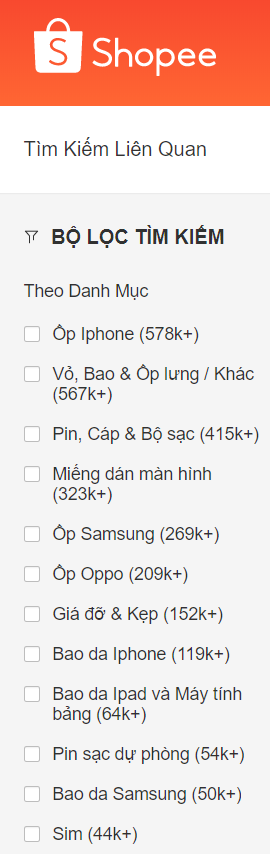 S Shopee
Tìm Kiếm Liên Quan
BỘ LỌC TÌM KIẾM
Theo Danh Mục
Ốp Iphone (578k+)
Vỏ, Bao & Ốp lưng / Khác
(567k+)
Pin, Cáp & Bộ sạc (415k+)
Miếng dán màn hình
(323k+)
Ốp Samsung (269k+)
Ốp Oppo (209k+)
Giá đỡ & Kẹp (152k+)
Bao da Iphone (119k+)
Bao da Ipad và Máy tính
bảng (64k+)
Pin sạc dự phòng (54k+)
Bao da Samsung (50k+)
Sim (44k+)